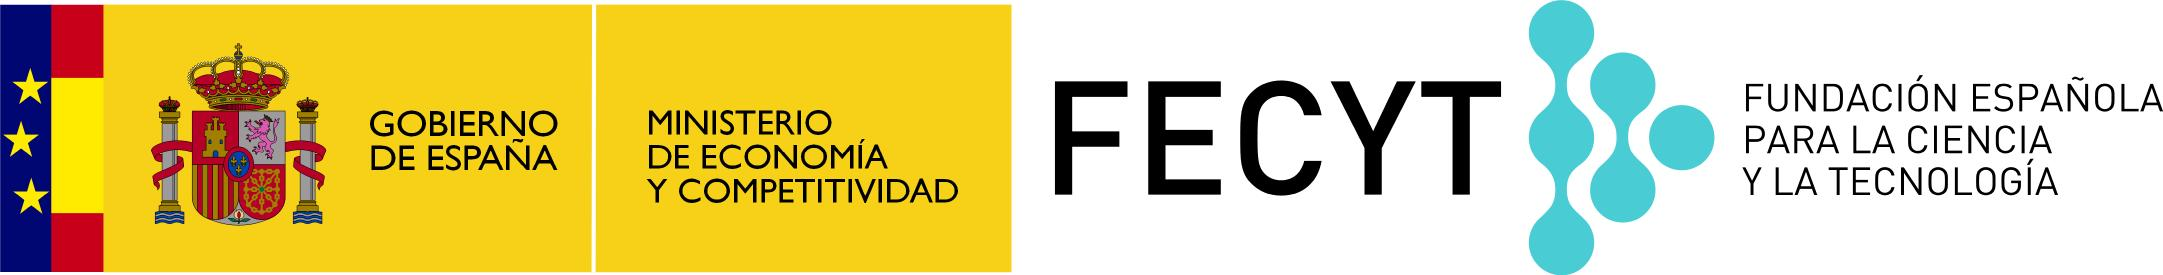 GOBIERNO
DE ESPAÑA
MINISTERIO
DE ECONOMÍA
Y COMPETITIVIDAD
FECYT
FUNDACIÓN ESPAÑOLA
PARA LA CIENCIA
Y LA TECNOLOGÍA